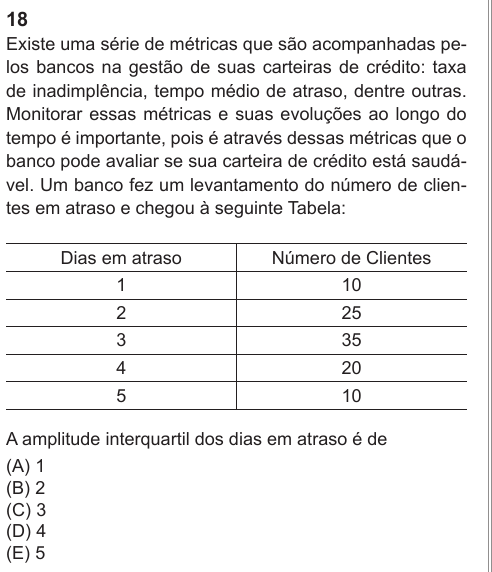 18
Existe uma série de métricas que são acompanhadas pe-
los bancos na gestão de suas carteiras de crédito: taxa
de inadimplência, tempo médio de atraso, dentre outras.
Monitorar essas métricas e suas evoluções ao longo do
tempo é importante, pois é através dessas métricas que o
banco pode avaliar se sua carteira de crédito está saudá-
vel. Um banco fez um levantamento do número de clien-
tes em atraso e chegou à seguinte Tabela:
Dias em atraso Número de Clientes
1 10
2 25
3 35
4 20
5 10
A amplitude interquartil dos dias em atraso é de
(A) 1
(B) 2
(C) 3
(D) 4
(E) 5